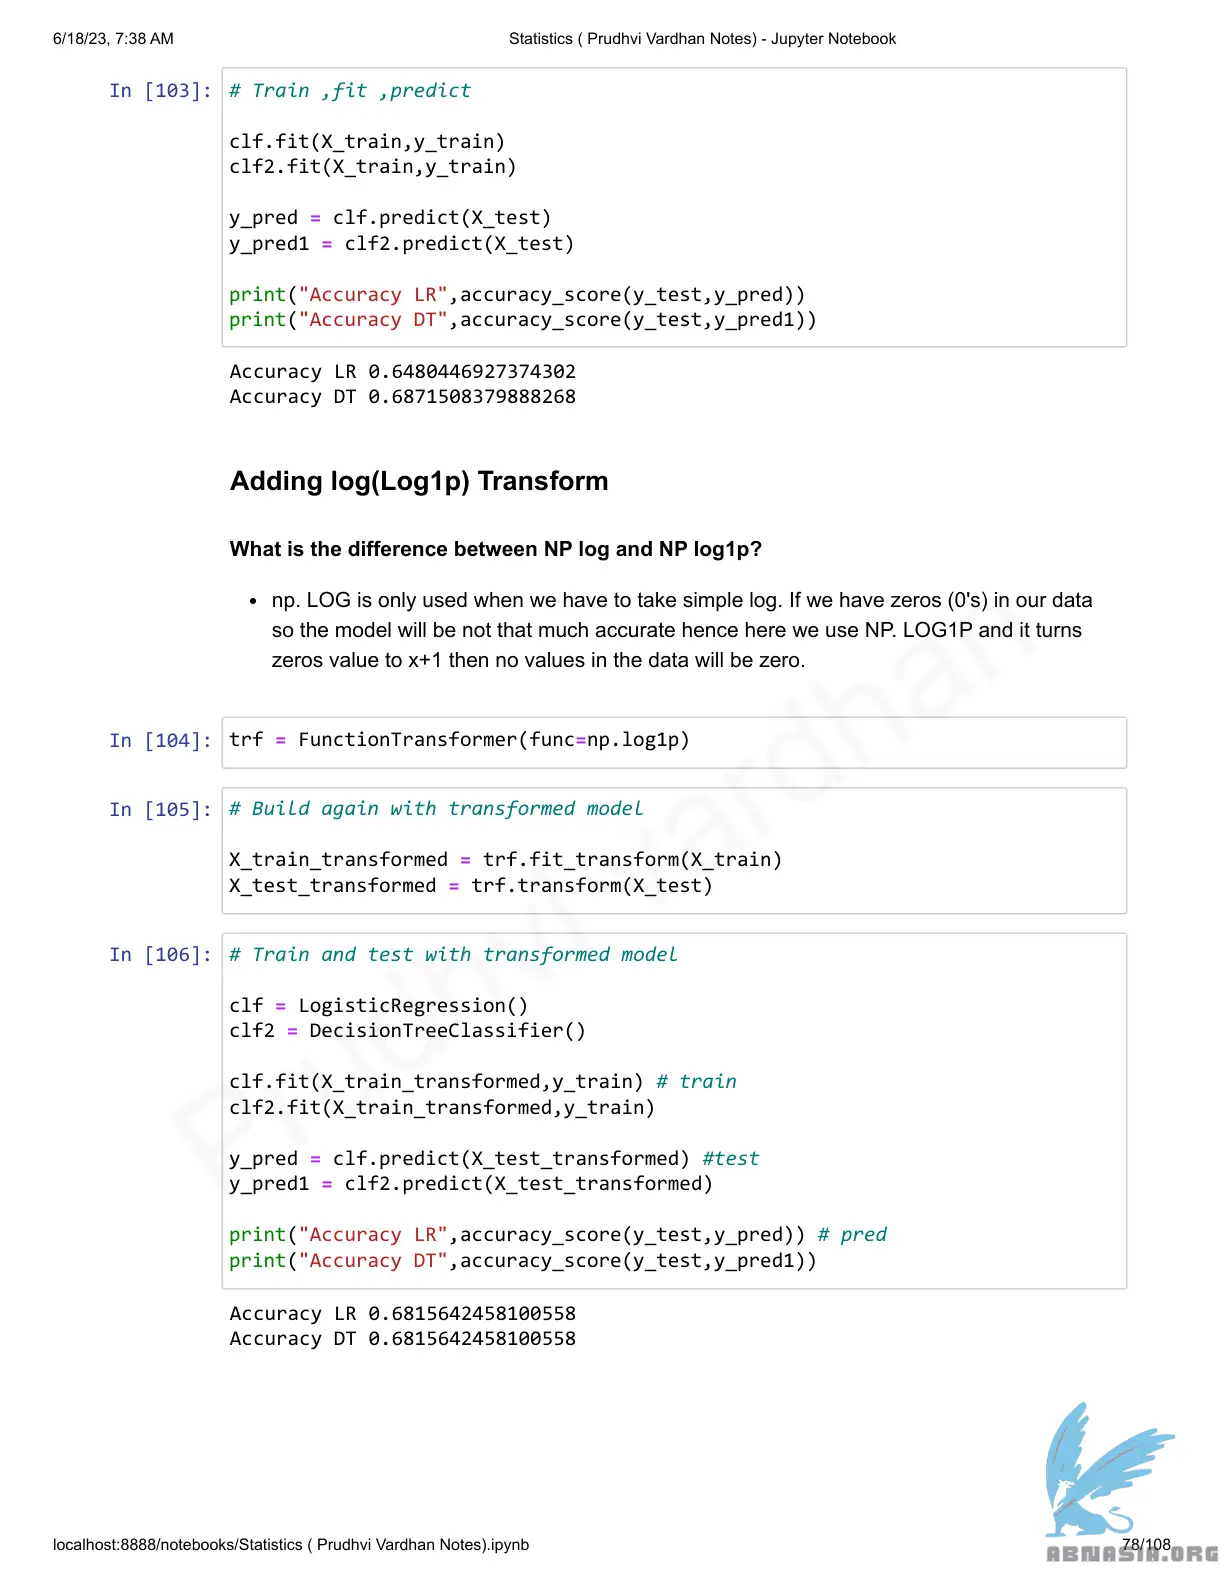 6/18/23, 7:38 AM
Statistics ( Prudhvi Vardhan Notes) - Jupyter Notebook
In [103]:
# Train ,fit ,predict
clf.fit(X_train,y_train)
clf2.fit(X_train,y_train)
y_pred = clf.predict(X_test)
y_pred1 = clf2.predict(X_test)
print("Accuracy LR",accuracy_score(y_test,y_pred))
print("Accuracy DT",accuracy_score(y_test,y_pred1))
Accuracy LR 0.6480446927374302
Accuracy DT 0.6871508379888268
Adding log(Log1p) Transform
What is the difference between NP log and NP log1p?
• np. LOG is only used when we have to take simple log. If we have zeros (0's) in our data
so the model will be not that much accurate hence here we use NP. LOG1P and it turns
zeros value to x+1 then no values in the data will be zero.
In [104]:
trf = FunctionTransformer(func=np.log1p)
In [105]:
# Build again with transformed model
X_train_transformed = trf.fit_transform(X_train)
X_test_transformed = trf.transform(X_test)
In [106]:
# Train and test with transformed model
clf = LogisticRegression()
clf2 = DecisionTreeClassifier()
clf.fit(X_train_transformed,y_train) # train
clf2.fit(X_train_transformed,y_train)
y_pred = clf.predict(X_test_transformed) #test
y_pred1 = clf2.predict(X_test_transformed)
print("Accuracy LR",accuracy_score(y_test,y_pred)) # pred
print("Accuracy DT",accuracy_score(y_test,y_pred1))
Accuracy LR 0.6815642458100558
Accuracy DT 0.6815642458100558
Prudhvi Vardhan
localhost:8888/notebooks/Statistics ( Prudhvi Vardhan Notes).ipynb
78/108
ABNASIA.ORG